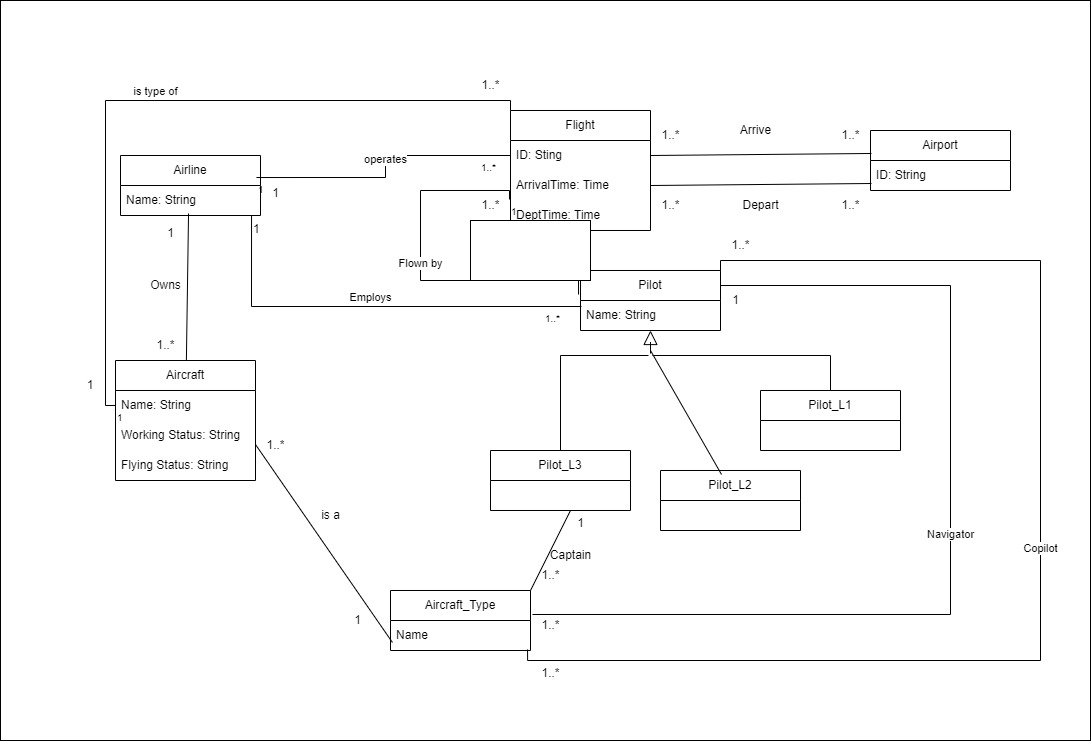 is type of
1..*
Flight
ID: Sting
ArrivalTime: Time
DeptTime: Time
1..*
Arrive
1..*
Airport
ID: String
1..*
Depart
1..*
Airline
Name: String
operates
1
1..*
1
1..*
1
Flown by
1
Owns
1..*
1
Employs
1..*
Pilot
Name: String
1..*
1
Aircraft
Name: String
1
Working Status: String
Flying Status: String
1
1..*
is a
1
Pilot_L1
Pilot_L3
Pilot_L2
1
Captain
1..*
Aircraft_Type
Name
1..*
1..*
Navigator
Copilot